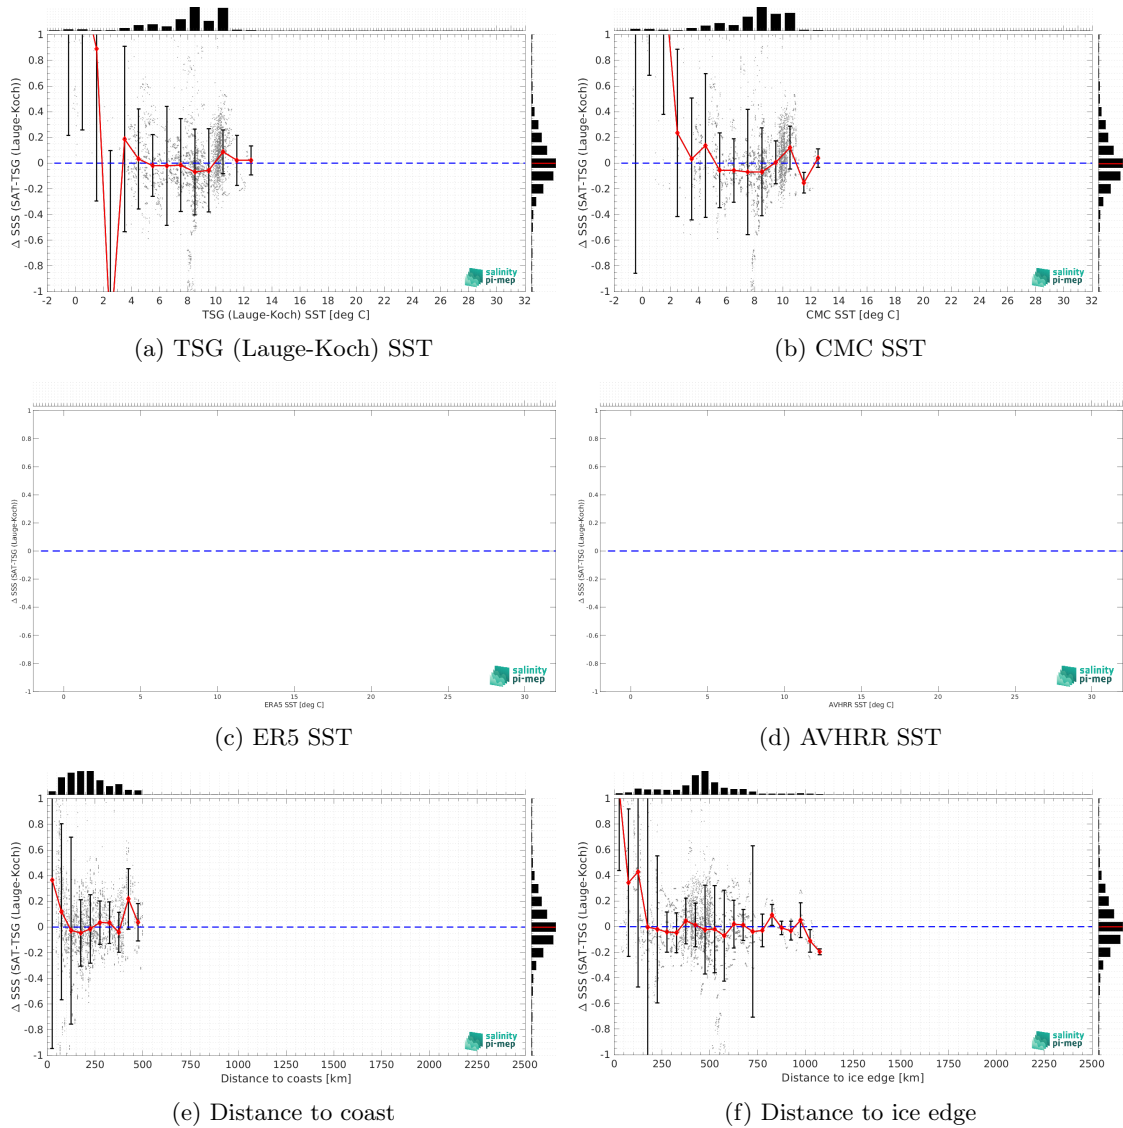 1
0.8
0.6
0.4
0.2
0
-0.2
-0.4
-0.6
-0.8
-1
Δ SSS (SAT-TSG (Lauge-Koch))
-2 0 2 4 6 8 10 12 14 16 18 20 22 24 26 28 30 32
TSG (Lauge-Koch) SST [deg C]
salinity
pi-mep
(a) TSG (Lauge-Koch) SST
1
0.8
0.6
0.4
0.2
0
-0.2
-0.4
-0.6
-0.8
-1
Δ SSS (SAT-TSG (Lauge-Koch))
-2 0 2 4 6 8 10 12 14 16 18 20 22 24 26 28 30 32
CMC SST [deg C]
salinity
pi-mep
(b) CMC SST
1
0.8
0.6
0.4
0.2
0
-0.2
-0.4
-0.6
-0.8
-1
Δ SSS (SAT-TSG (Lauge-Koch))
0 5 10 15 20 25 30
ERA5 SST [deg C]
salinity
pi-mep
(c) ER5 SST
1
0.8
0.6
0.4
0.2
0
-0.2
-0.4
-0.6
-0.8
-1
Δ SSS (SAT-TSG (Lauge-Koch))
0 5 10 15 20 25 30
AVHRR SST [deg C]
salinity
pi-mep
(d) AVHRR SST
1
0.8
0.6
0.4
0.2
0
-0.2
-0.4
-0.6
-0.8
-1
Δ SSS (SAT-TSG (Lauge-Koch))
0 250 500 750 1000 1250 1500 1750 2000 2250 2500
Distance to coasts [km]
salinity
pi-mep
(e) Distance to coast
1
0.8
0.6
0.4
0.2
0
-0.2
-0.4
-0.6
-0.8
-1
Δ SSS (SAT-TSG (Lauge-Koch))
0 250 500 750 1000 1250 1500 1750 2000 2250 2500
Distance to ice edge [km]
salinity
pi-mep
(f) Distance to ice edge